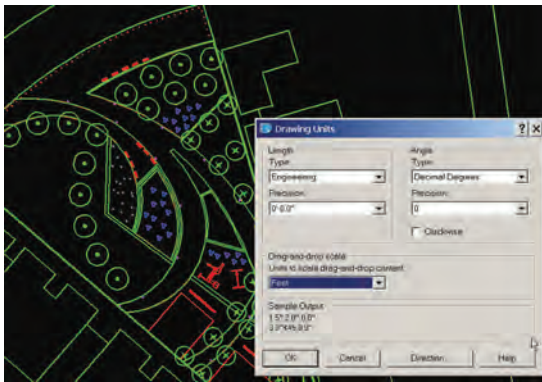 Drawing Units
Length
Type:
Engineering
Precision:
0'-0.0"
Angle
Type:
Decimal Degrees
Precision:
0
Clockwise
Drag-and-drop scale
Units to scale drag-and-drop content:
Feet
Sample Output
OK
Cancel
Direction...
Help